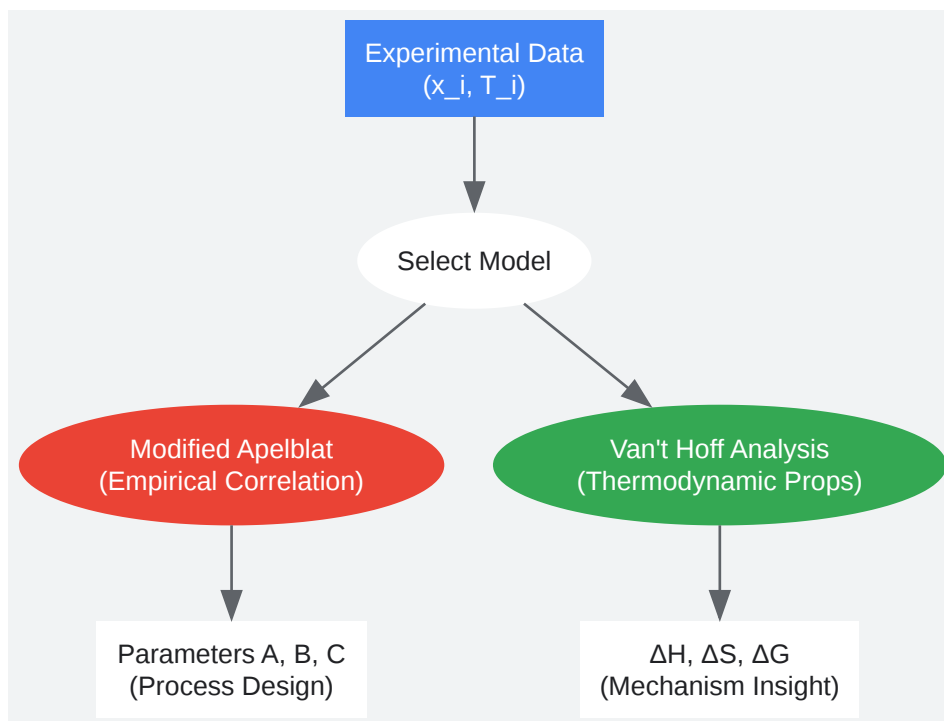 Experimental Data
(x_i, T_i)
Select Model
Modified Apelblat
(Empirical Correlation)
Van't Hoff Analysis
(Thermodynamic Props)
Parameters A, B, C
(Process Design)
ΔH, ΔS, ΔG
(Mechanism Insight)